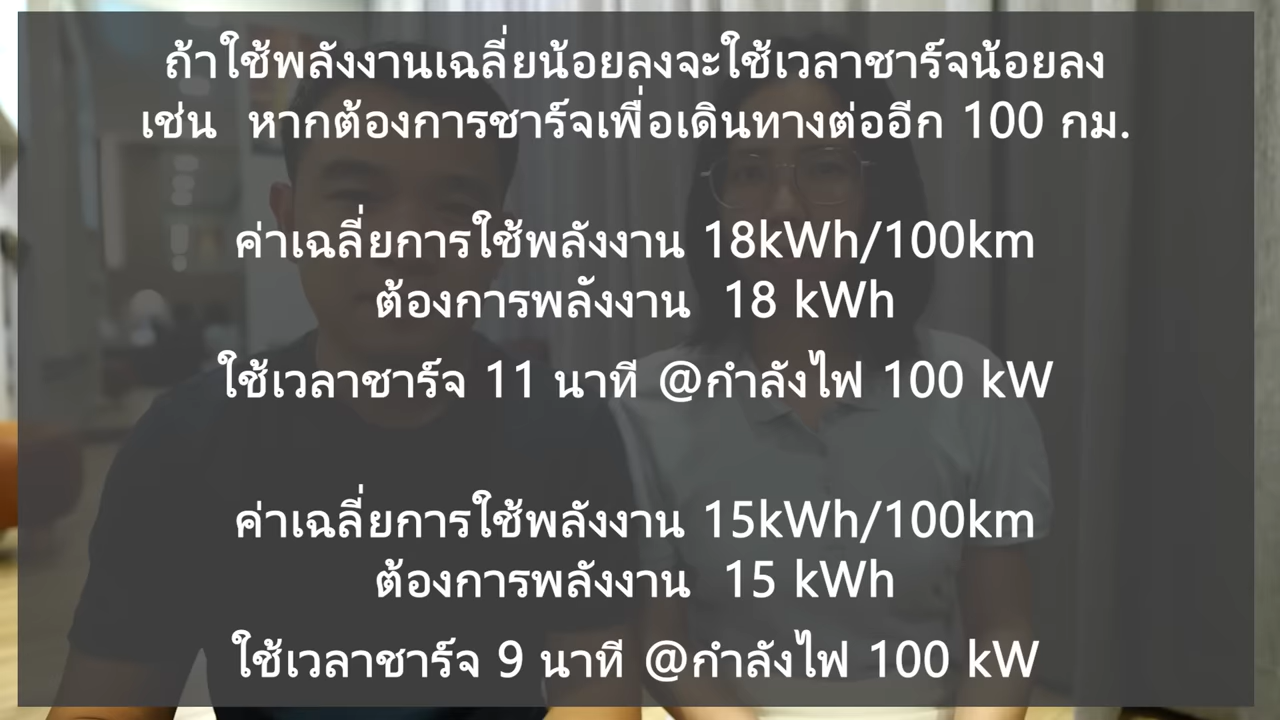 ถ้าใช้พลังงานเฉลี่ยน้อยลงจะใช้เวลาชาร์จน้อยลง
เช่น หากต้องการชาร์จเพื่อเดินทางต่ออีก 100 กม.
ค่าเฉลี่ยการใช้พลังงาน 18kWh/100km
ต้องการพลังงาน 18 kWh
ใช้เวลาชาร์จ 11 นาที @กำลังไฟ 100 kW
ค่าเฉลี่ยการใช้พลังงาน 15kWh/100km
ต้องการพลังงาน 15 kWh
ใช้เวลาชาร์จ 9 นาที @กำลังไฟ 100 kW